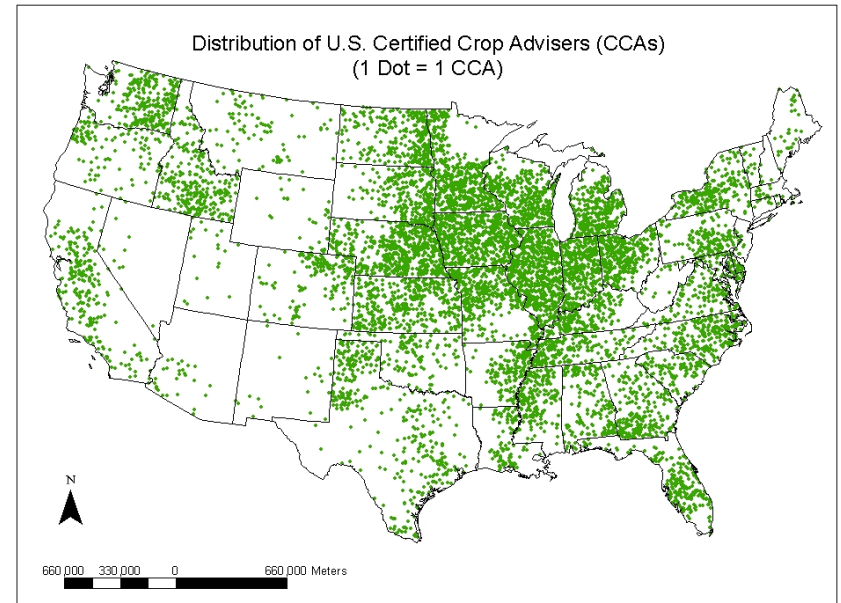 Distribution of U.S. Certified Crop Advisers (CCAs)
(1 Dot = 1 CCA)
N
660,000 330,000 0 660,000 Meters